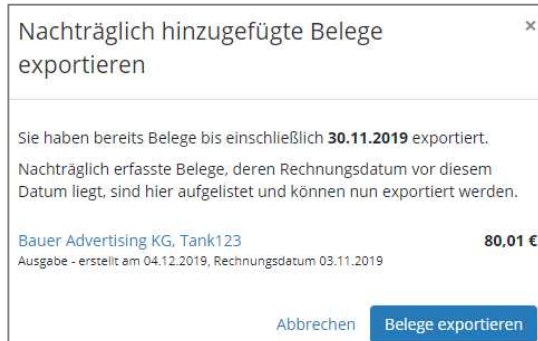 Nachträglich hinzugefügte Belege
exportieren
×
Sie haben bereits Belege bis einschließlich 30.11.2019 exportiert.
Nachträglich erfasste Belege, deren Rechnungsdatum vor diesem
Datum liegt, sind hier aufgelistet und können nun exportiert werden.
Bauer Advertising KG, Tank123 80,01 €
Ausgabe - erstellt am 04.12.2019, Rechnungsdatum 03.11.2019
Abbrechen Belege exportieren